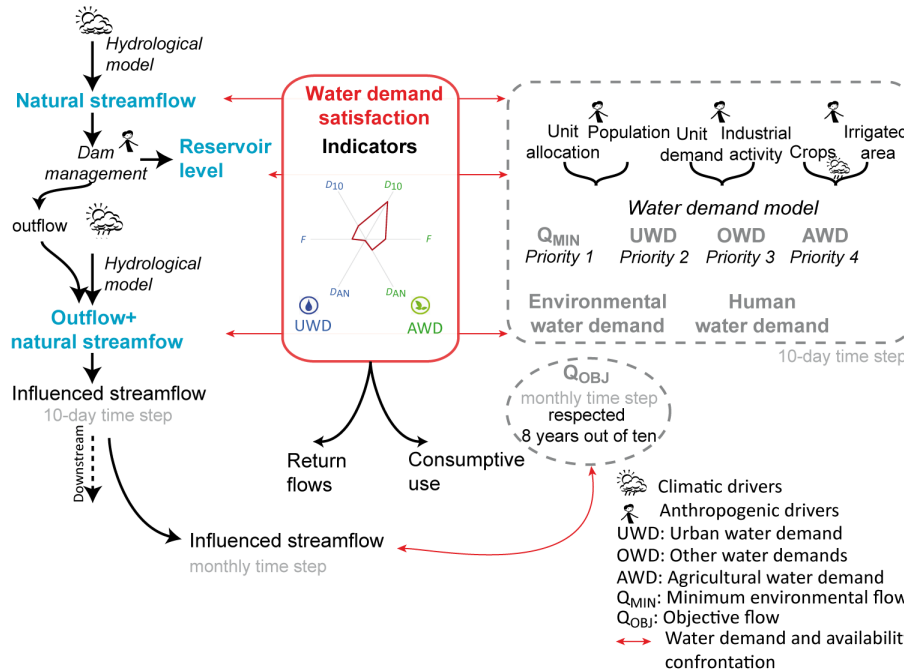 Hydrological
model
Natural streamflow
Dam
management
Reservoir
level
outflow
Hydrological
model
Outflow+
natural streamfow
Influenced streamflow
10-day time step
Downstream
Influenced streamflow
monthly time step
Water demand
satisfaction
Indicators
D10
D10
F
F
DAN
DAN
UWD
AWD
Return
flows
Consumptive
use
Unit
allocation
Population
Unit
demand
Industrial
activity
Crops
Irrigated
area
Water demand model
QMIN
Priority 1
UWD
Priority 2
OWD
Priority 3
AWD
Priority 4
Environmental
water demand
Human
water demand
10-day time step
QOBJ
monthly time step
respected
8 years out of ten
Climatic drivers
Anthropogenic drivers
UWD: Urban water demand
OWD: Other water demands
AWD: Agricultural water demand
QMIN: Minimum environmental flow
QOBJ: Objective flow
Water demand and availabilit
confrontation